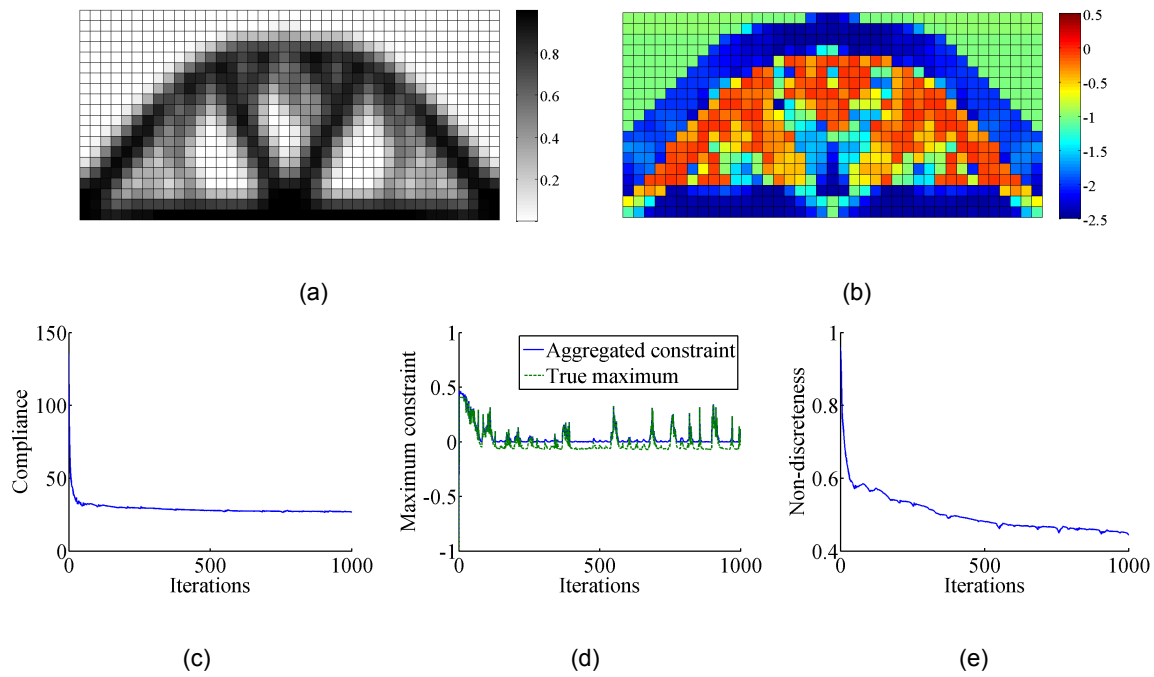 0.8
0.6
0.4
0.2
0.5
0
-0.5
-1
-1.5
-2
-2.5
(a)
(b)
150
100
50
0
Compliance
0
500
1000
Iterations
1
0.5
0
-0.5
-1
Maximum constraint
Aggregated constraint
True maximum
0
500
1000
Iterations
1
0.8
0.6
0.4
Non-discreteness
0
500
1000
Iterations
(c)
(d)
(e)